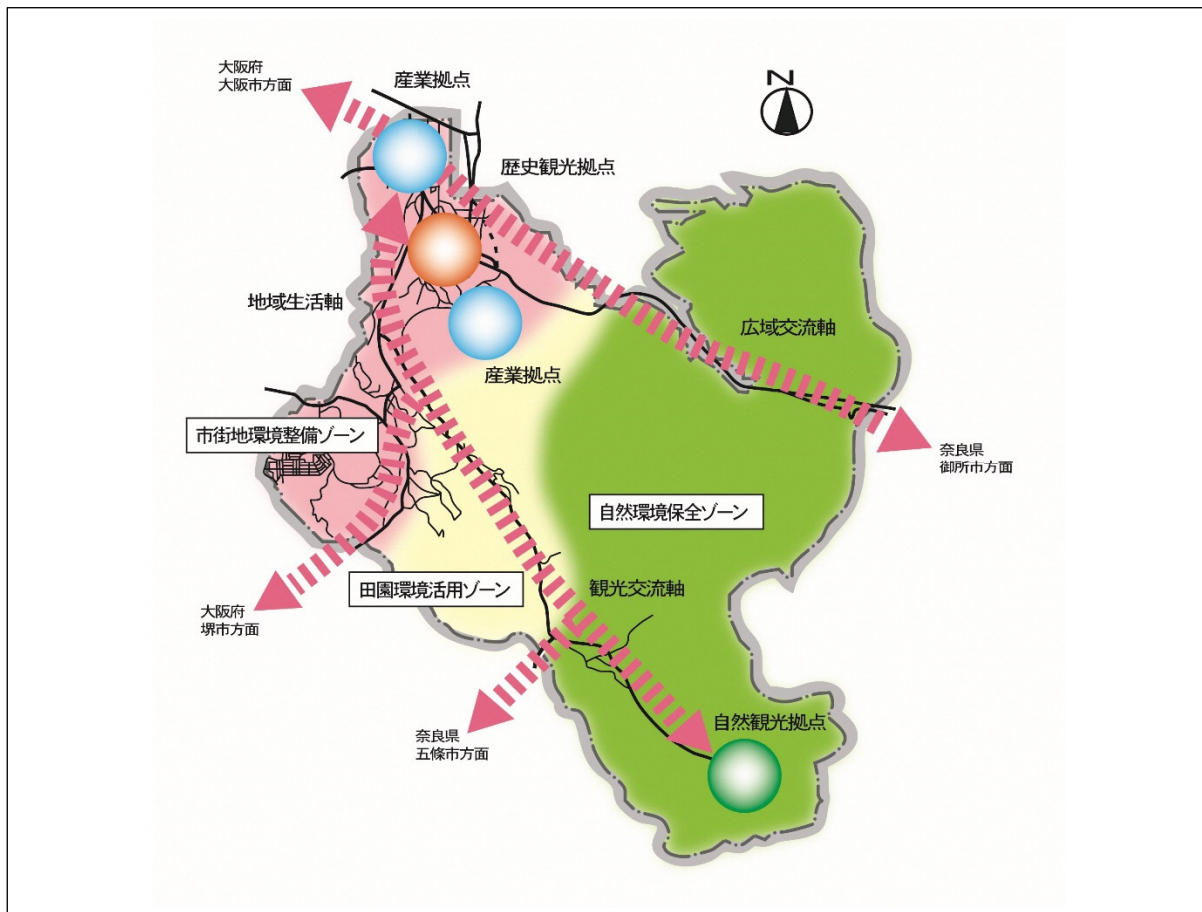 大阪府
大阪市方面
産業拠点
N
歴史観光拠点
地域生活軸
広域交流軸
産業拠点
市街地環境整備ゾーン
奈良県
御所市方面
自然環境保全ゾーン
田園環境活用ゾーン
観光交流軸
大阪府
堺市方面
自然観光拠点
奈良県
五條市方面